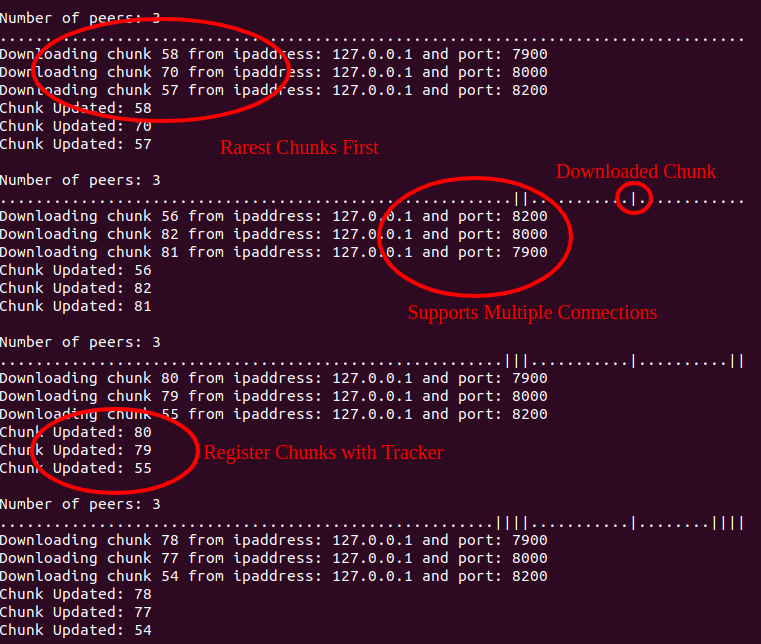 Number of peers: 3
...................................................................................
Downloading chunk 58 from ipaddress: 127.0.0.1 and port: 7900
Downloading chunk 70 from ipaddress: 127.0.0.1 and port: 8000
Downloading chunk 57 from ipaddress: 127.0.0.1 and port: 8200
Chunk Updated: 58
Chunk Updated: 70
Chunk Updated: 57
Rarest Chunks First
Downloaded Chunk
Number of peers: 3
.........................................................||...........|............
Downloading chunk 56 from ipaddress: 127.0.0.1 and port: 8200
Downloading chunk 82 from ipaddress: 127.0.0.1 and port: 8000
Downloading chunk 81 from ipaddress: 127.0.0.1 and port: 7900
Chunk Updated: 56
Chunk Updated: 82
Chunk Updated: 81
Supports Multiple Connections
Number of peers: 3
........................................................|||...........|..........||
Downloading chunk 80 from ipaddress: 127.0.0.1 and port: 7900
Downloading chunk 79 from ipaddress: 127.0.0.1 and port: 8000
Downloading chunk 55 from ipaddress: 127.0.0.1 and port: 8200
Chunk Updated: 80
Chunk Updated: 79
Register Chunks with Tracker
Chunk Updated: 55
Number of peers: 3
.......................................................||||...........|........||||
Downloading chunk 78 from ipaddress: 127.0.0.1 and port: 7900
Downloading chunk 77 from ipaddress: 127.0.0.1 and port: 8000
Downloading chunk 54 from ipaddress: 127.0.0.1 and port: 8200
Chunk Updated: 78
Chunk Updated: 77
Chunk Updated: 54